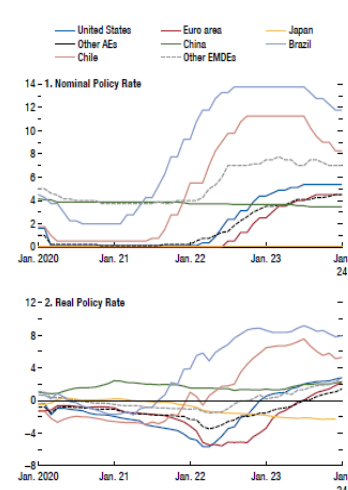 United States Euro area Japan
Other AEs China Brazil
Chile Other EMDEs
14 – 1. Nominal Policy Rate
12
10
8
6
4
2
0
Jan. 2020 Jan. 21 Jan. 22 Jan. 23 Jan
24
12 – 2. Real Policy Rate
8
4
0
–4
–8
Jan. 2020 Jan. 21 Jan. 22 Jan. 23 Jan